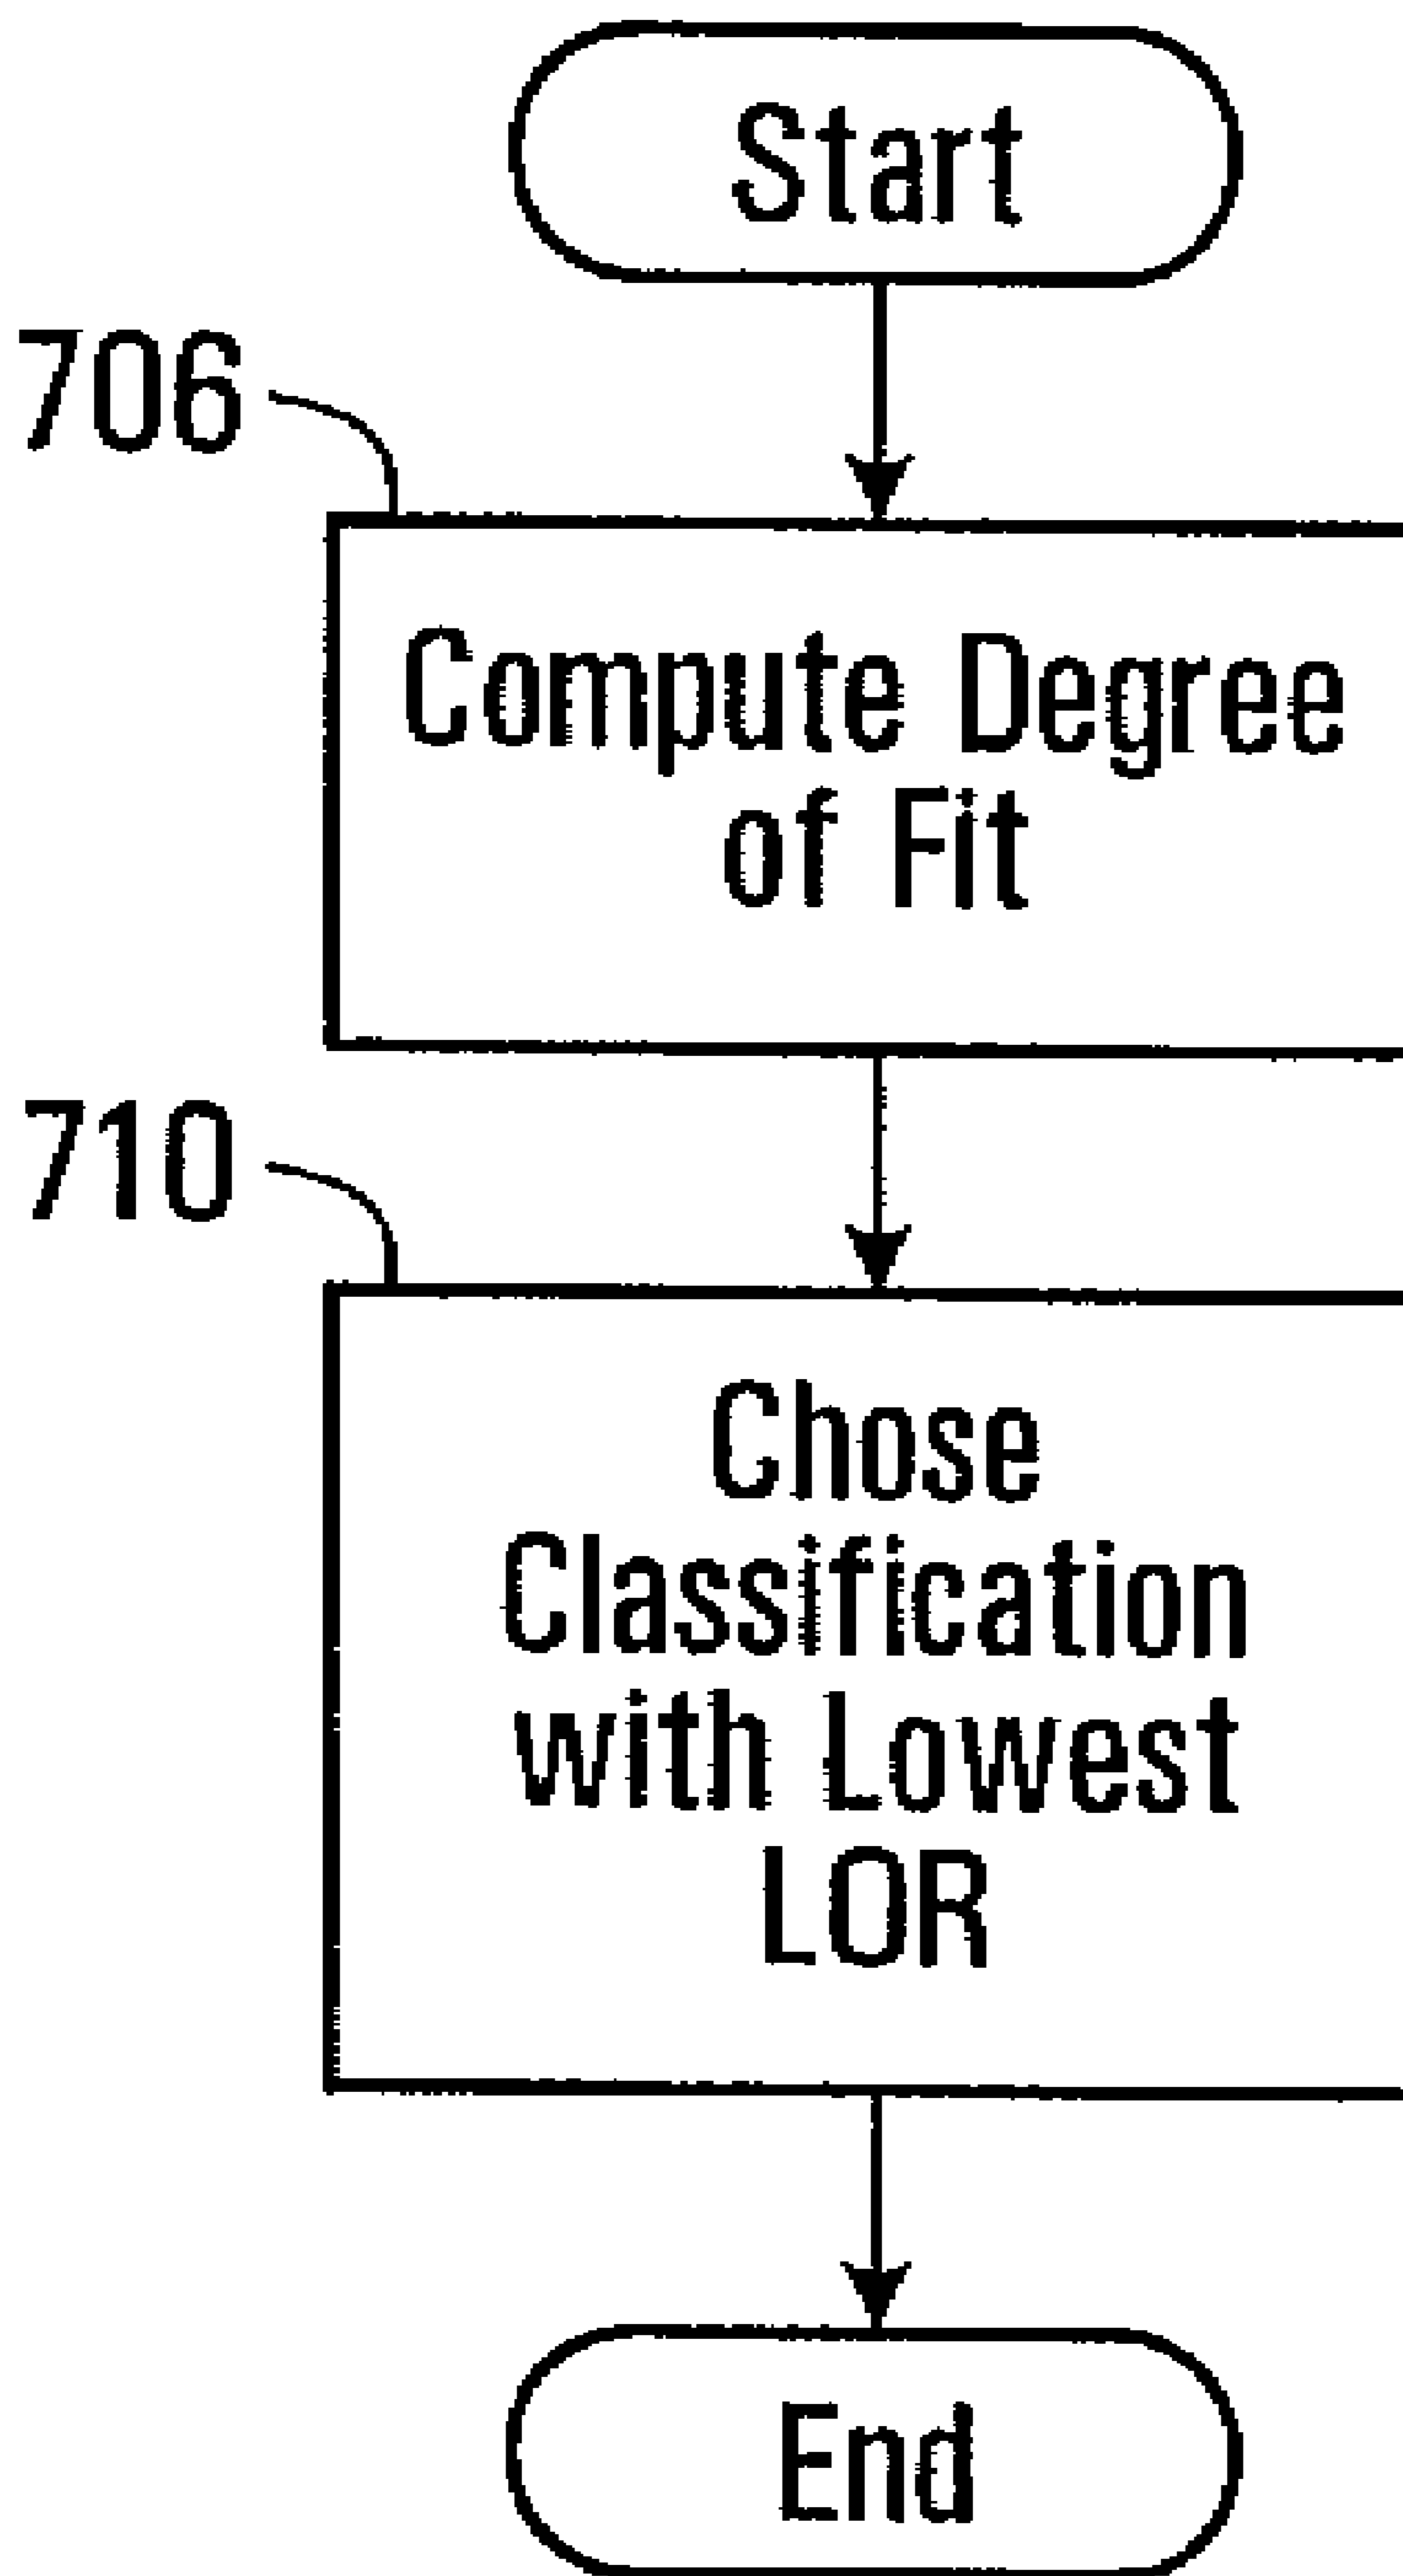 Start
706
Compute Degree
of Fit
710
Chose
Classification
with Lowest
LOR
End